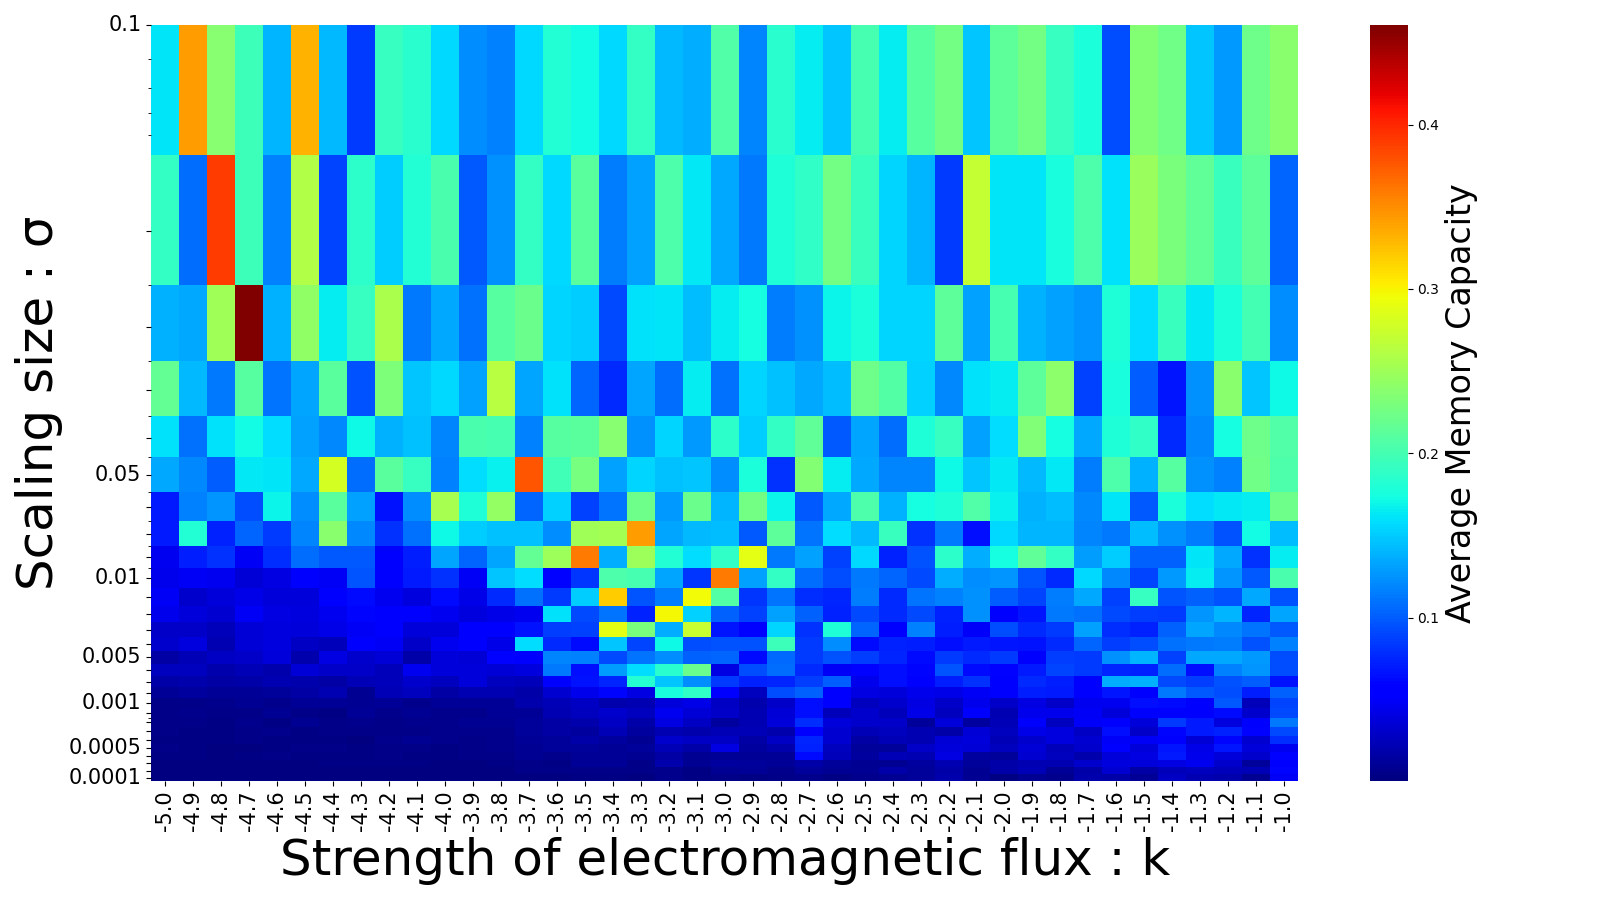 Scaling size : σ
0.1
0.05
0.01
0.005
0.001
0.0005
0.0001
-5.0 -4.9 -4.8 -4.7 -4.6 -4.5 -4.4 -4.3 -4.2 -4.1 -4.0 -3.9 -3.8 -3.7 -3.6 -3.5 -3.4 -3.3 -3.2 -3.1 -3.0 -2.9 -2.8 -2.7 -2.6 -2.5 -2.4 -2.3 -2.2 -2.1 -2.0 -1.9 -1.8 -1.7 -1.6 -1.5 -1.4 -1.3 -1.2 -1.1 -1.0
Strength of electromagnetic flux : k
0.4
0.3
0.2
0.1
Average Memory Capacity